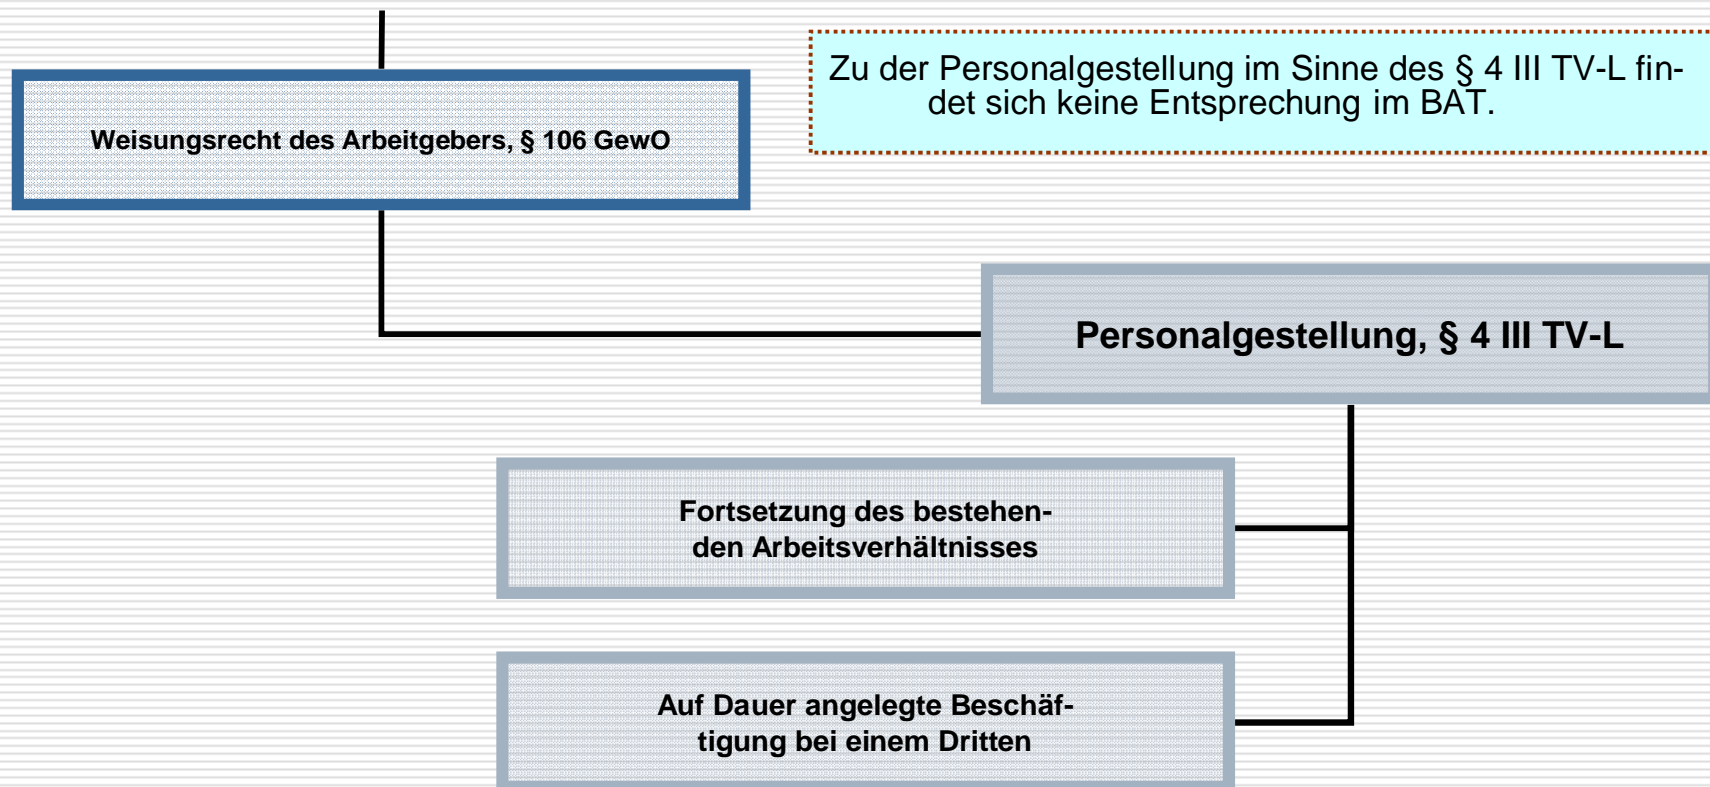 Zu der Personalgestellung im Sinne des § 4 III TV-L fin-
det sich keine Entsprechung im BAT.
Weisungsrecht des Arbeitgebers, § 106 GewO
Personalgestellung, § 4 III TV-L
Fortsetzung des bestehen-
den Arbeitsverhältnisses
Auf Dauer angelegte Beschäf-
tigung bei einem Dritten